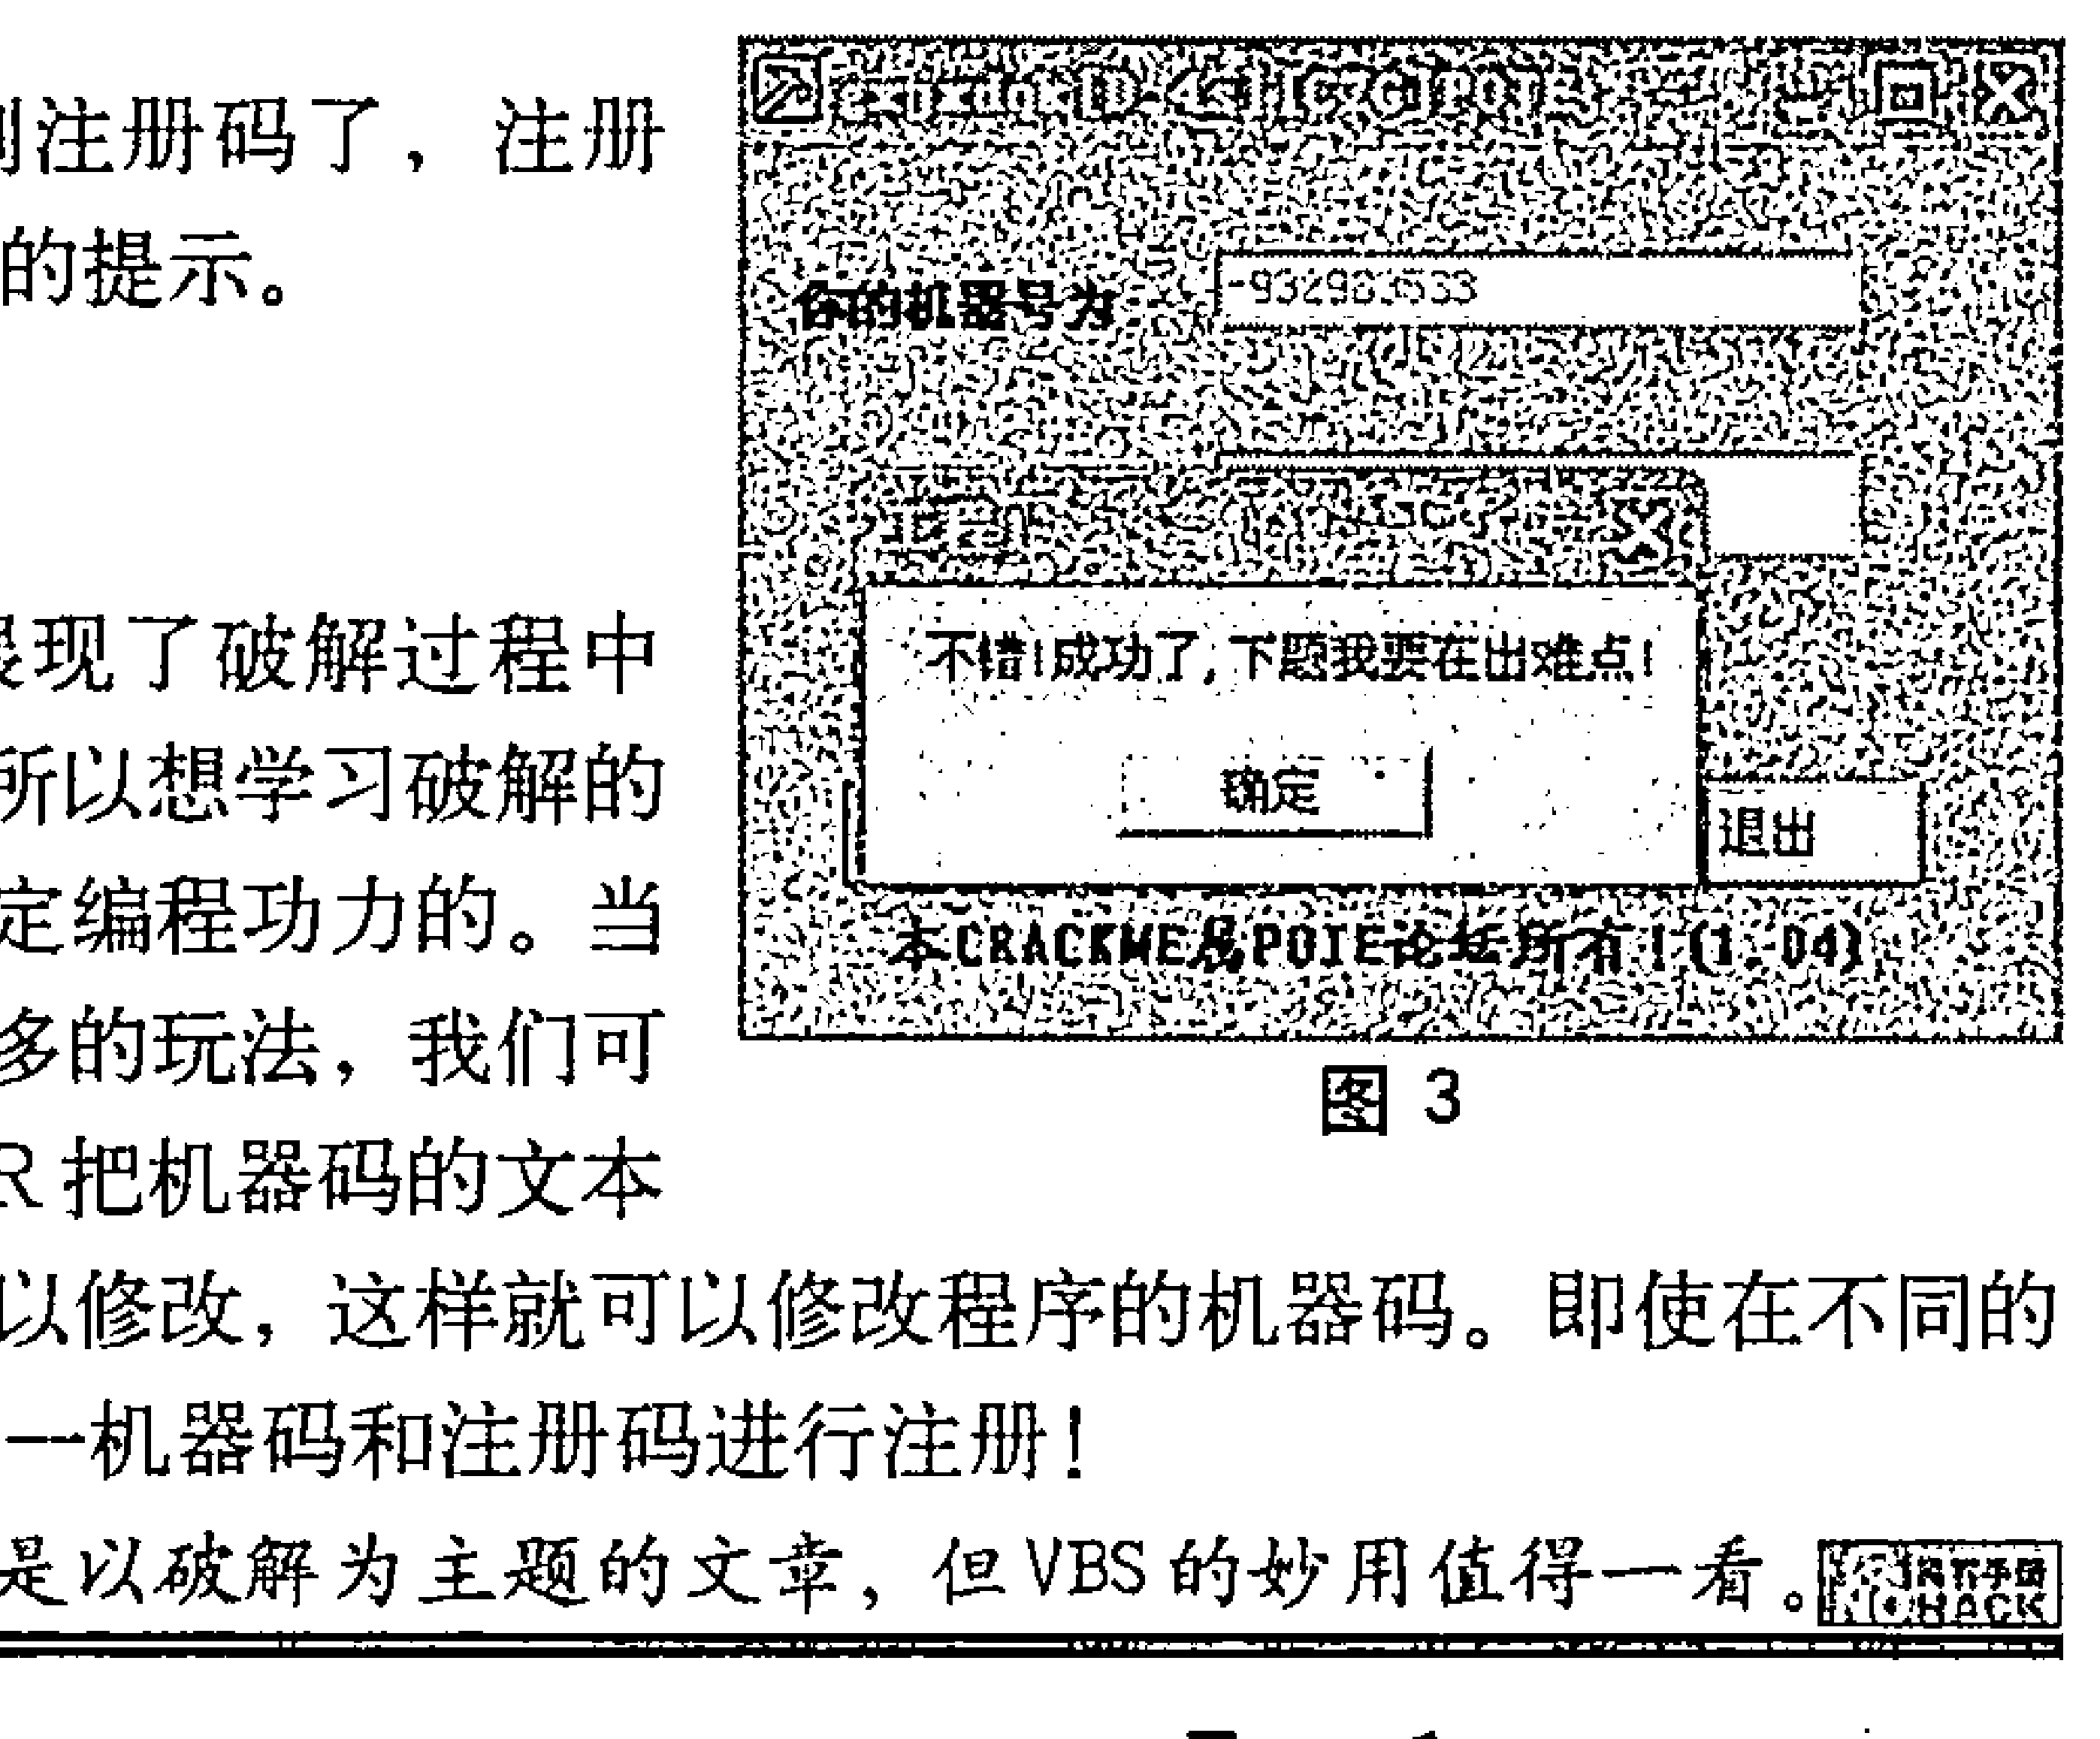 注册码了，注册
的提示。
现了破解过程中
所以想学习破解的
定编程功力的。当
多的玩法，我们可
R把机器码的文本
以修改，这样就可以修改程序的机器码。即使在不同的
一机器码和注册码进行注册！
是以破解为主题的文章，但VBS的妙用值得一看。
你的机器号为
不错!成功了,下题我要在出难点!
确定
退出
本CRACKME POJIE论坛所有!(1.04)
图 3
HACK